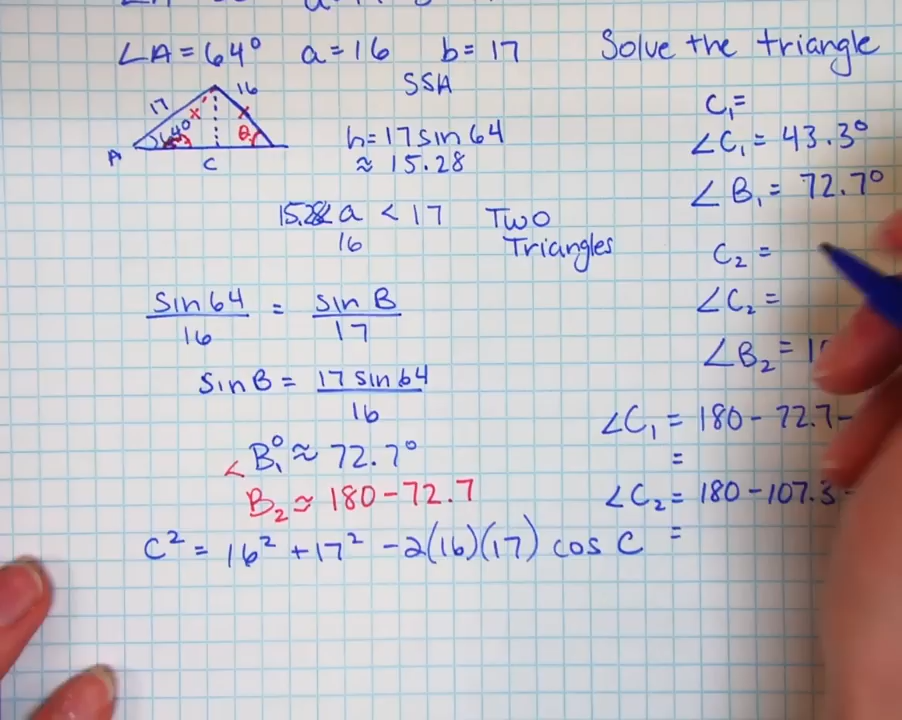 ∠A = 64° a = 16 b = 17 Solve the triangle
SSA
17 16
64° θ
A C
h = 17 sin 64
≈ 15.28
15.28 < a < 17 Two
16 Triangles
C₁ =
∠C₁ = 43.3°
∠B₁ = 72.7°
C₂ =
∠C₂ =
∠B₂ = 1
sin 64 / 16 = sin B / 17
sin B = 17 sin 64 / 16
∠B₁° ≈ 72.7°
B₂ ≈ 180 - 72.7
∠C₁ = 180 - 72.7 -
=
∠C₂ = 180 - 107.3 -
=
C² = 16² + 17² - 2(16)(17) cos C